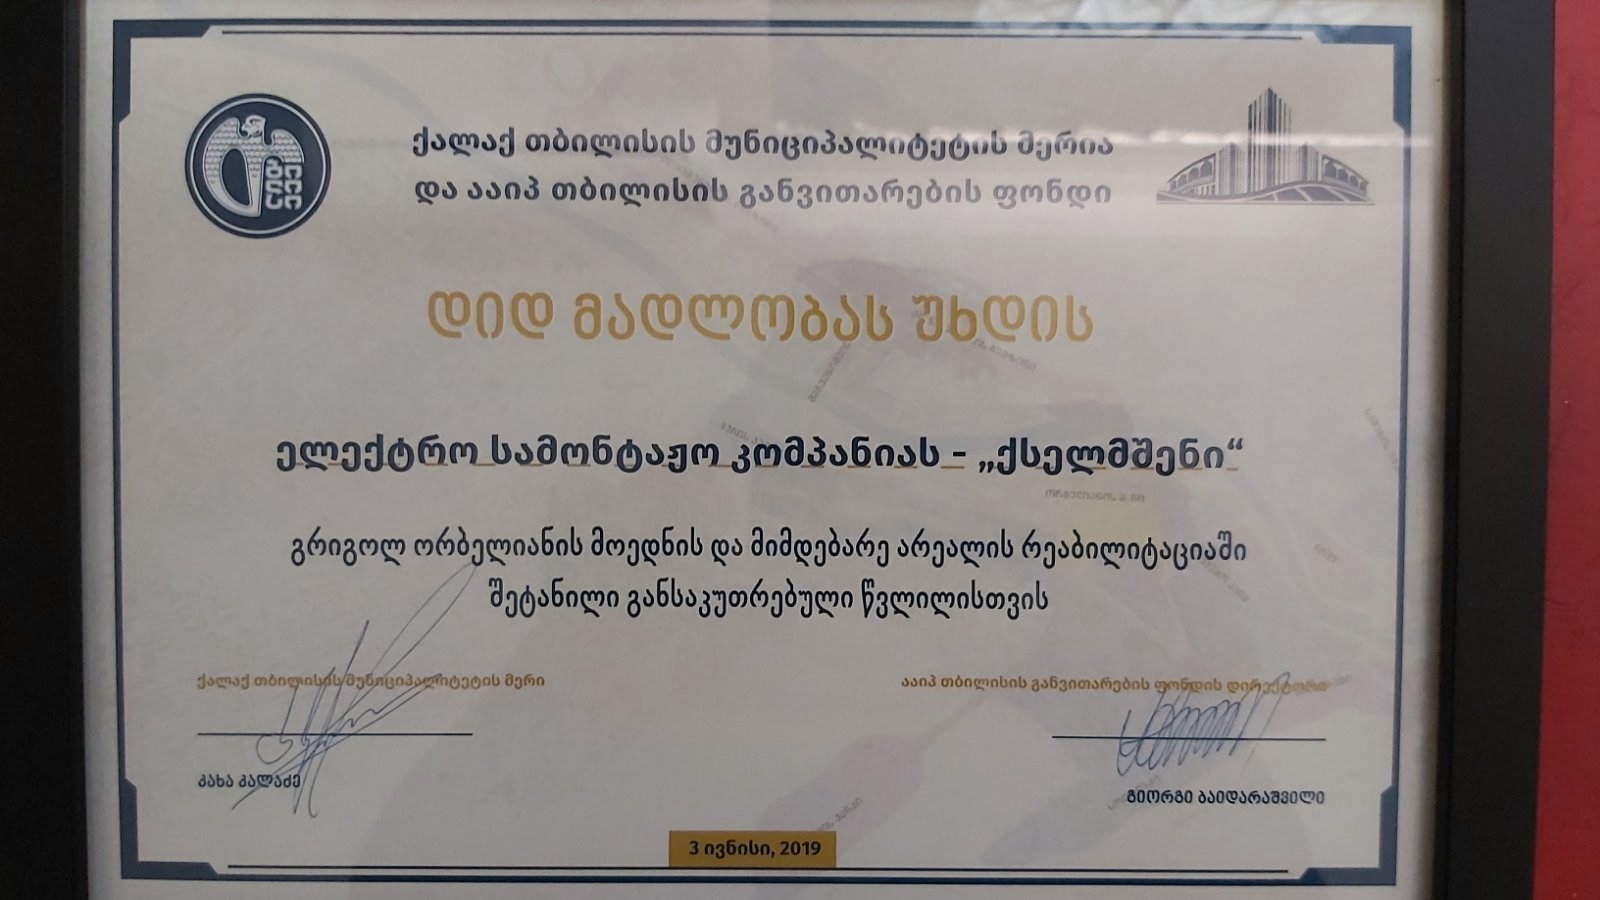 ქალაქ თბილისის მუნიციპალიტეტის მერია
და ააიპ თბილისის განვითარების ფონდი
დიდ მადლობას უხდის
ელექტრო სამონტაჟო კომპანიას - „ქსელმშენი“
გრიგოლ ორბელიანის მოედნის და მიმდებარე არეალის რეაბილიტაციაში
შეტანილი განსაკუთრებული წვლილისთვის
ქალაქ თბილისის მუნიციპალიტეტის მერი
ააიპ თბილისის განვითარების ფონდის დირექტორი
კახა კალაძე
გიორგი ბაიდარაშვილი
3 ივნისი, 2019